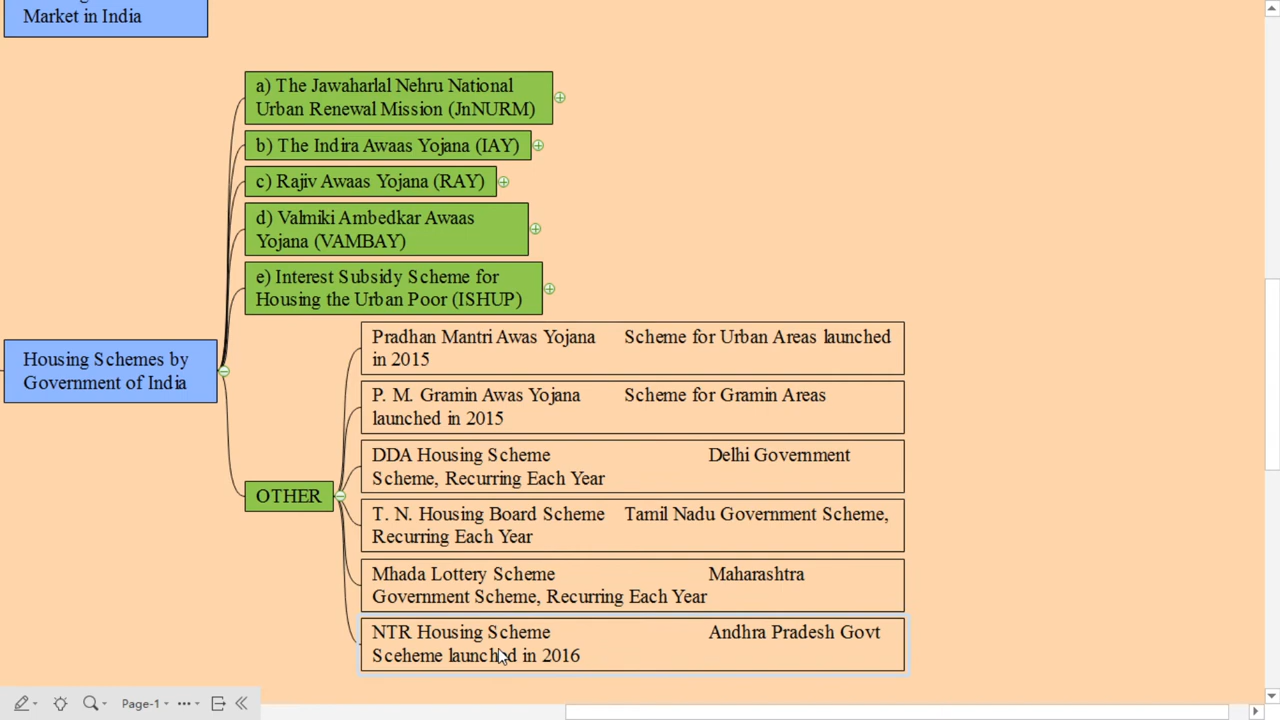 Market in India
a) The Jawaharlal Nehru National
Urban Renewal Mission (JnNURM)
b) The Indira Awaas Yojana (IAY)
c) Rajiv Awaas Yojana (RAY)
d) Valmiki Ambedkar Awaas
Yojana (VAMBAY)
e) Interest Subsidy Scheme for
Housing the Urban Poor (ISHUP)
Housing Schemes by
Government of India
OTHER
Pradhan Mantri Awas Yojana Scheme for Urban Areas launched
in 2015
P. M. Gramin Awas Yojana Scheme for Gramin Areas
launched in 2015
DDA Housing Scheme Delhi Government
Scheme, Recurring Each Year
T. N. Housing Board Scheme Tamil Nadu Government Scheme,
Recurring Each Year
Mhada Lottery Scheme Maharashtra
Government Scheme, Recurring Each Year
NTR Housing Scheme Andhra Pradesh Govt
Sceheme launched in 2016
Page-1